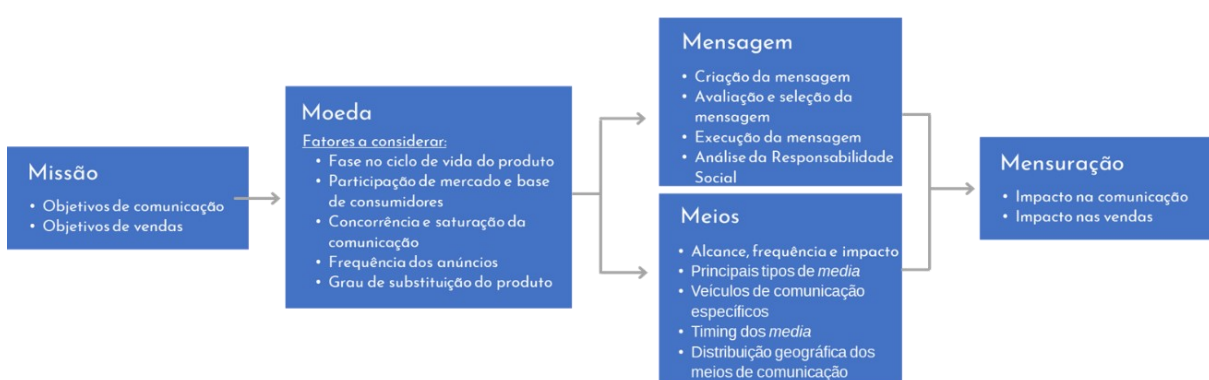 Missão
• Objetivos de comunicação
• Objetivos de vendas
Moeda
Fatores a considerar:
• Fase no ciclo de vida do produto
• Participação de mercado e base
de consumidores
• Concorrência e saturação da
comunicação
• Frequência dos anúncios
• Grau de substituição do produto
Mensagem
• Criação da mensagem
• Avaliação e seleção da
mensagem
• Execução da mensagem
• Análise da Responsabilidade
Social
Meios
• Alcance, frequência e impacto
• Principais tipos de media
• Veículos de comunicação
específicos
• Timing dos media
• Distribuição geográfica dos
meios de comunicação
Mensuração
• Impacto na comunicação
• Impacto nas vendas